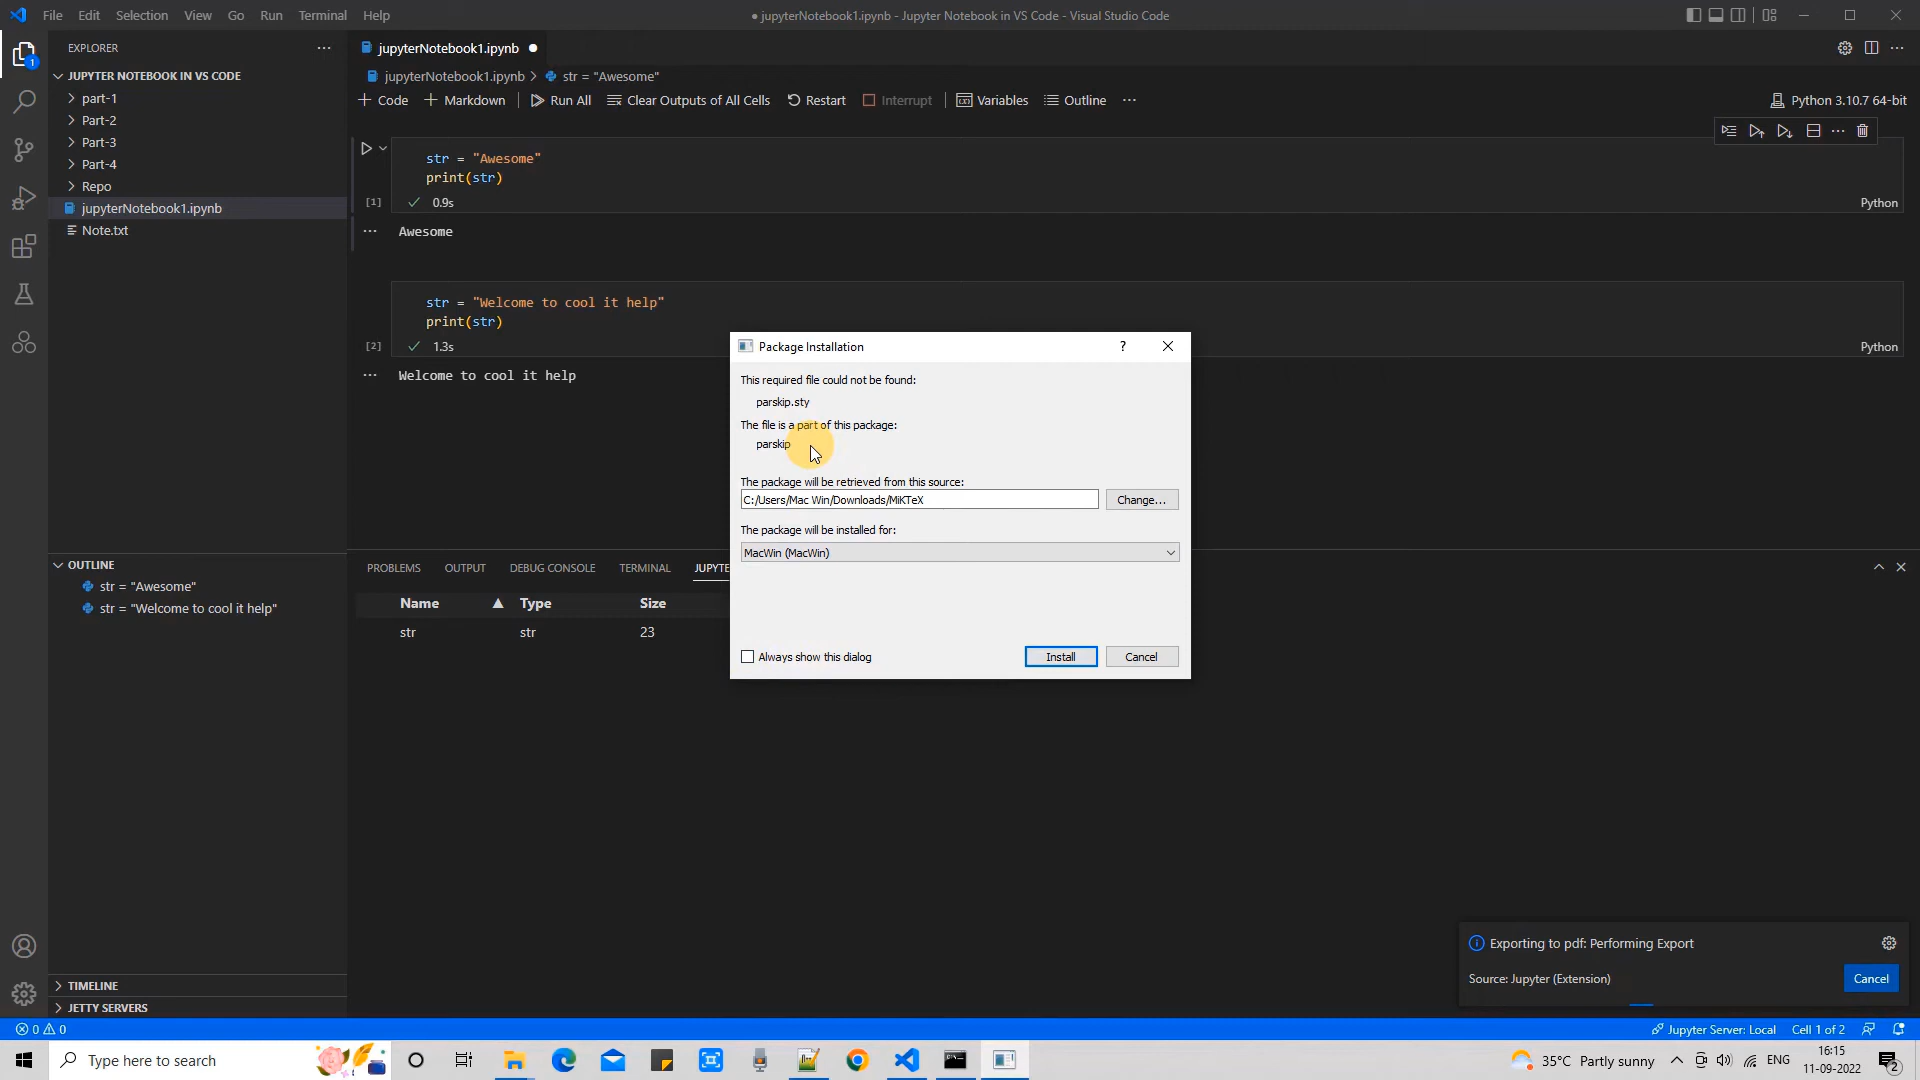 File Edit Selection View Go Run Terminal Help
● jupyterNotebook1.ipynb - Jupyter Notebook in VS Code - Visual Studio Code
EXPLORER
JUPYTER NOTEBOOK IN VS CODE
part-1
Part-2
Part-3
Part-4
Repo
jupyterNotebook1.ipynb
Note.txt
OUTLINE
str = "Awesome"
str = "Welcome to cool it help"
TIMELINE
JETTY SERVERS
1
jupyterNotebook1.ipynb
jupyterNotebook1.ipynb > str = "Awesome"
Code Markdown Run All Clear Outputs of All Cells Restart Interrupt Variables Outline
Python 3.10.7 64-bit
str = "Awesome"
print(str)
[1] 0.9s Python
Awesome
str = "Welcome to cool it help"
print(str)
[2] 1.3s Python
Welcome to cool it help
PROBLEMS OUTPUT DEBUG CONSOLE TERMINAL JUPYTE
Name Type Size
str str 23
Package Installation ?
This required file could not be found:
parskip.sty
The file is a part of this package:
parskip
The package will be retrieved from this source:
C:/Users/Mac Win/Downloads/MiKTeX Change...
The package will be installed for:
MacWin (MacWin)
Always show this dialog Install Cancel
Exporting to pdf: Performing Export
Source: Jupyter (Extension) Cancel
0 0
Jupyter Server: Local Cell 1 of 2
Type here to search
35°C Partly sunny ENG
16:15
11-09-2022
2